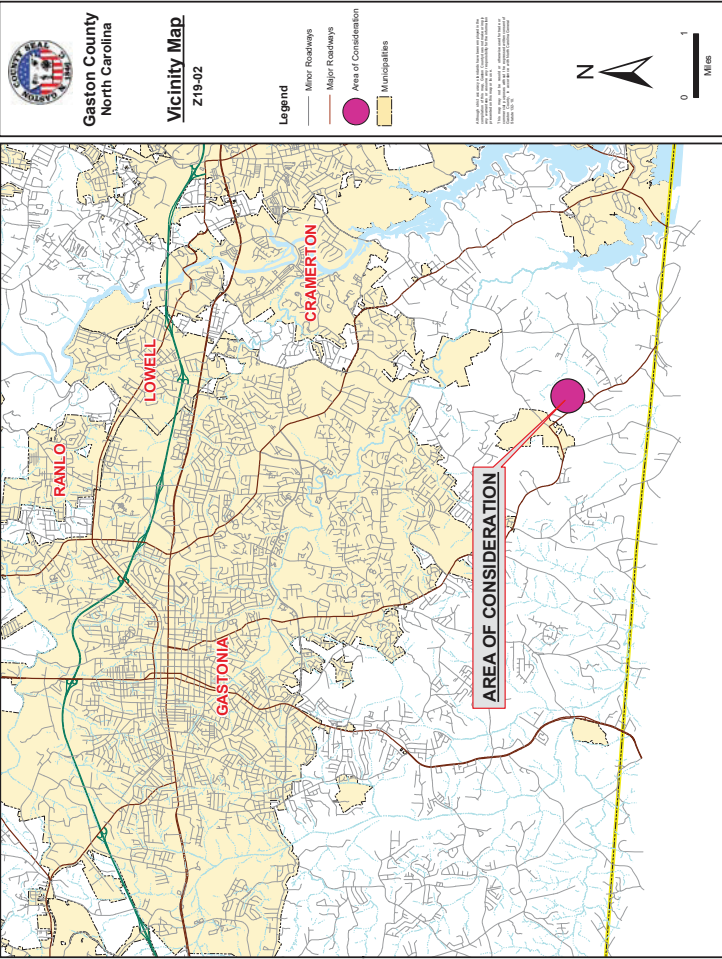 Gaston County
North Carolina
Vicinity Map
Z19-02
Legend
Minor Roadways
Major Roadways
Area of Consideration
Municipalities
N
0 1
Miles
RANLO
LOWELL
CRAMERTON
GASTONIA
AREA OF CONSIDERATION